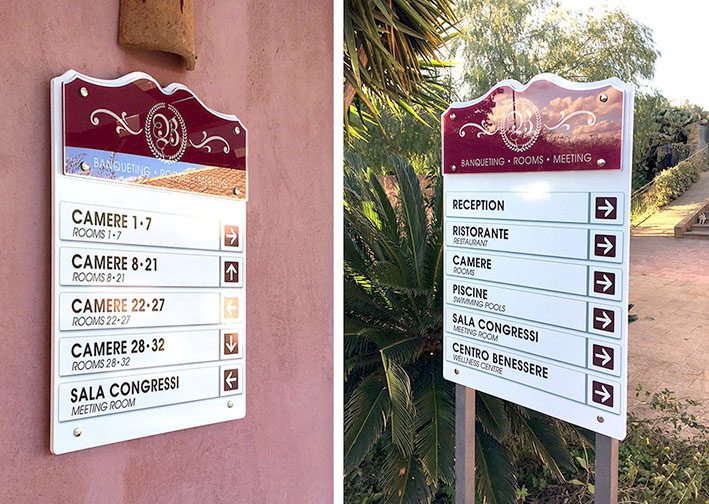 B
BANQUETING • ROOMS • MEETING
CAMERE 1•7
ROOMS 1•7
CAMERE 8•21
ROOMS 8•21
CAMERE 22•27
ROOMS 22•27
CAMERE 28•32
ROOMS 28•32
SALA CONGRESSI
MEETING ROOM
B
BANQUETING • ROOMS • MEETING
RECEPTION
RISTORANTE
RESTAURANT
CAMERE
ROOMS
PISCINE
SWIMMING POOLS
SALA CONGRESSI
MEETING ROOM
CENTRO BENESSERE
WELLNESS CENTRE